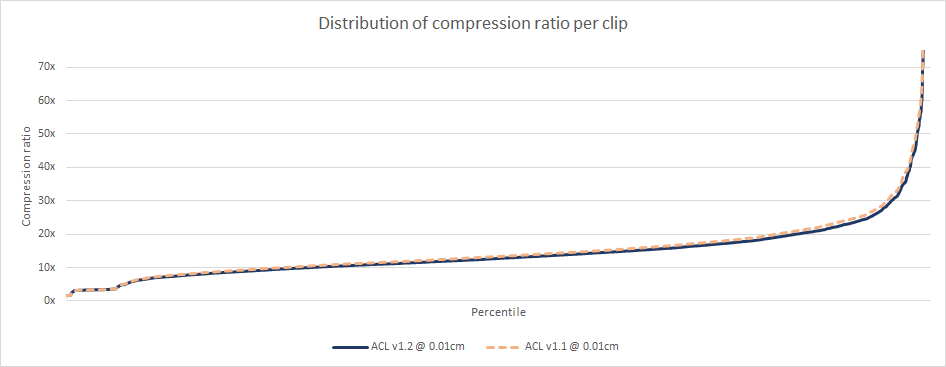 Distribution of compression ratio per clip
70x
60x
50x
40x
30x
20x
10x
0x
Compression ratio
Percentile
ACL v1.2 @ 0.01cm
ACL v1.1 @ 0.01cm